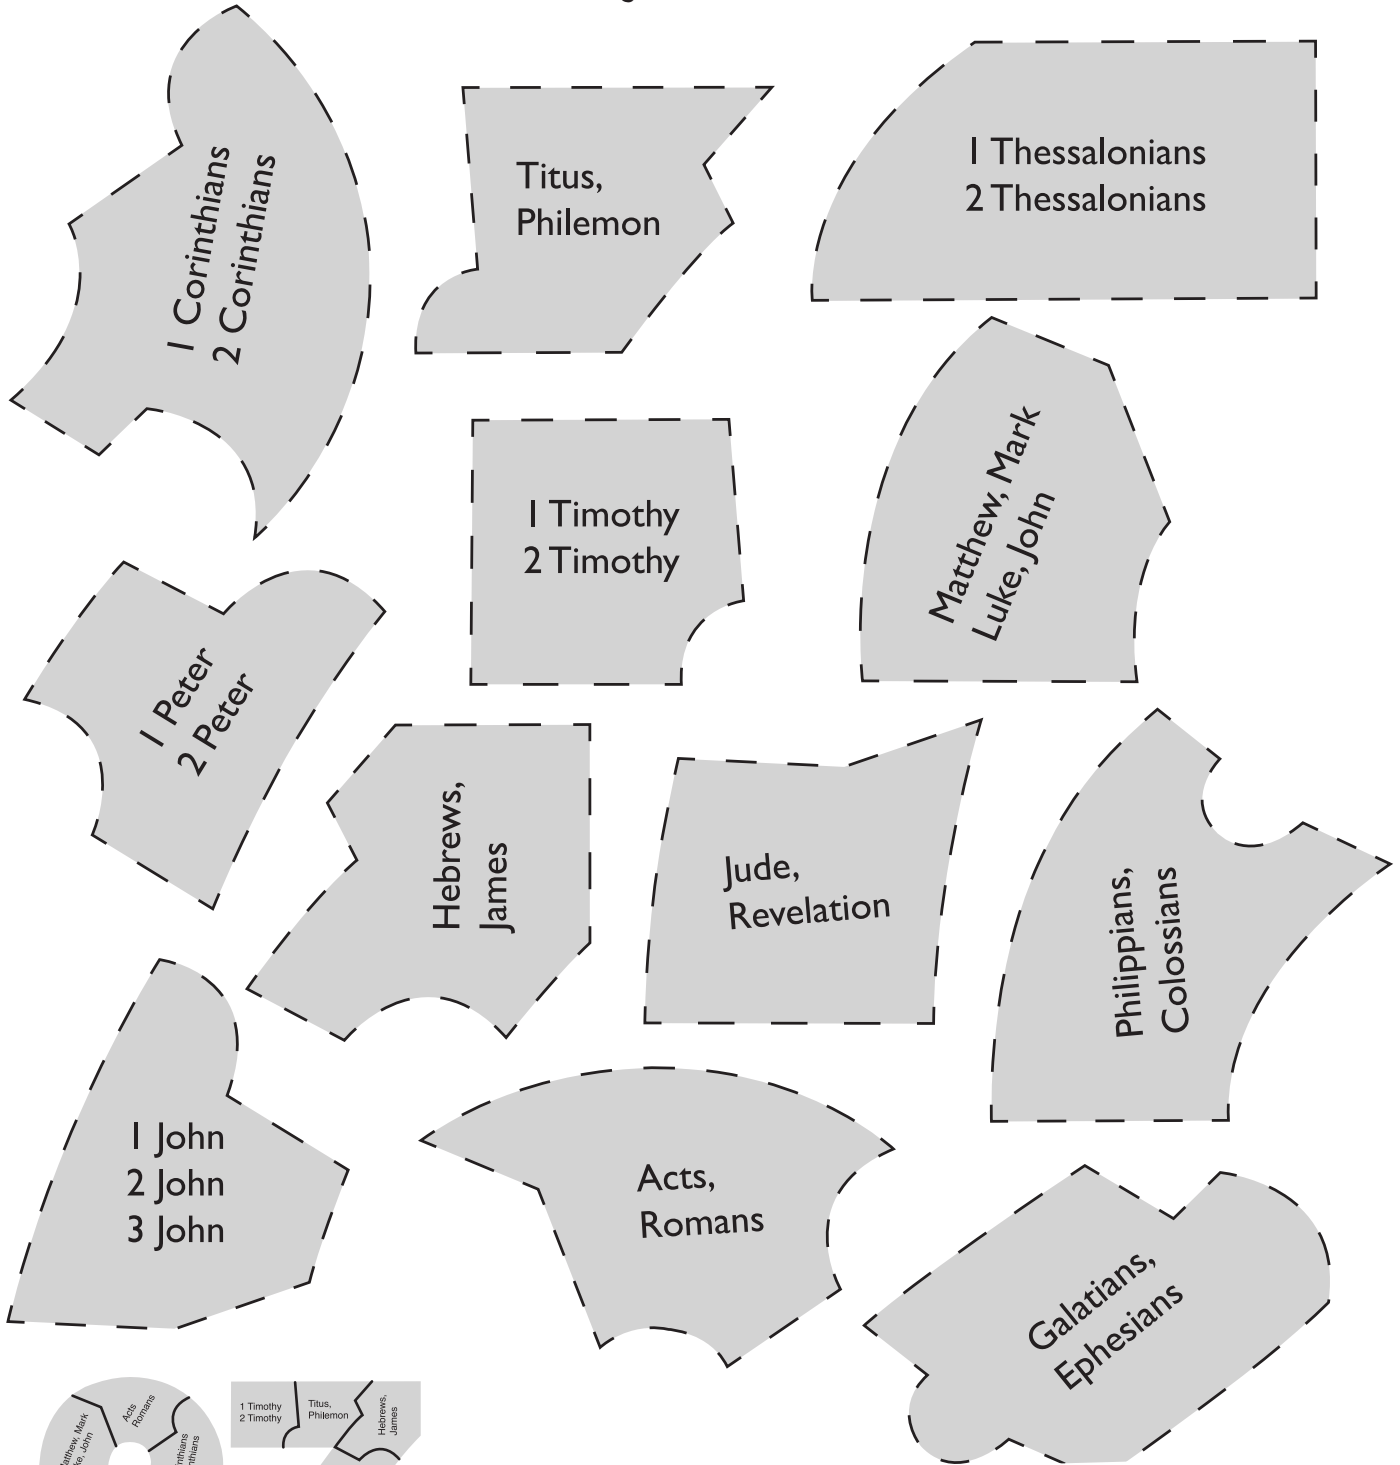 1 Corinthians
2 Corinthians
Titus,
Philemon
1 Thessalonians
2 Thessalonians
1 Timothy
2 Timothy
Matthew, Mark
Luke, John
1 Peter
2 Peter
Hebrews,
James
Jude,
Revelation
Philippians,
Colossians
1 John
2 John
3 John
Acts,
Romans
Galatians,
Ephesians
Acts
Romans
1 Timothy
2 Timothy
Titus,
Philemon
Hebrews,
James
Mark
John